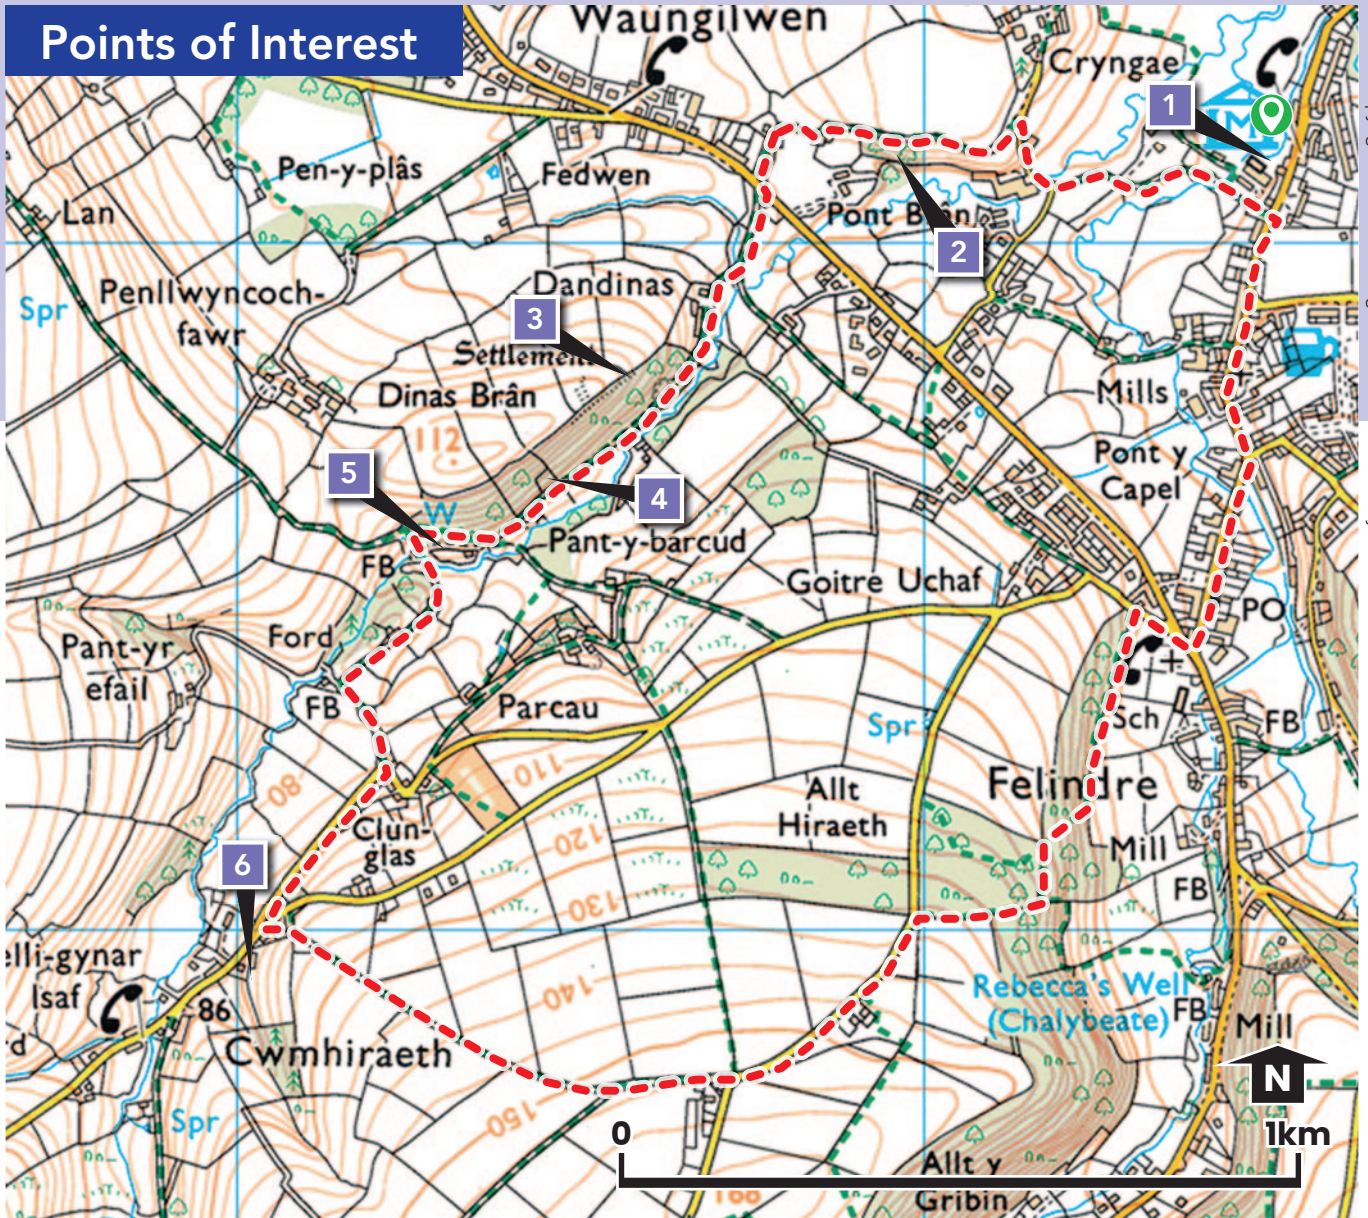 Points of Interest
Waungilwen
Cryngae
1
M
Pen-y-plâs
Fedwen
Lan
Pont Brân
2
Dandinas
Penllwyncoch-
fawr
Spr
3
Settlement
Dinas Brân
Mills
112
Pont y
Capel
5
4
W
Pant-y-barcud
FB
Goitre Uchaf
PO
Ford
Pant-yr
efail
FB
Parcau
Sch
FB
Spr
110
80
Felindre
Allt
Hiraeth
Clun-
glas
120
Mill
6
FB
130
elli-gynar
Isaf
140
Rebecca's Well
(Chalybeate)
FB
86
Mill
d
Cwmhiraeth
N
150
Spr
0
1km
Allt y
Gribin